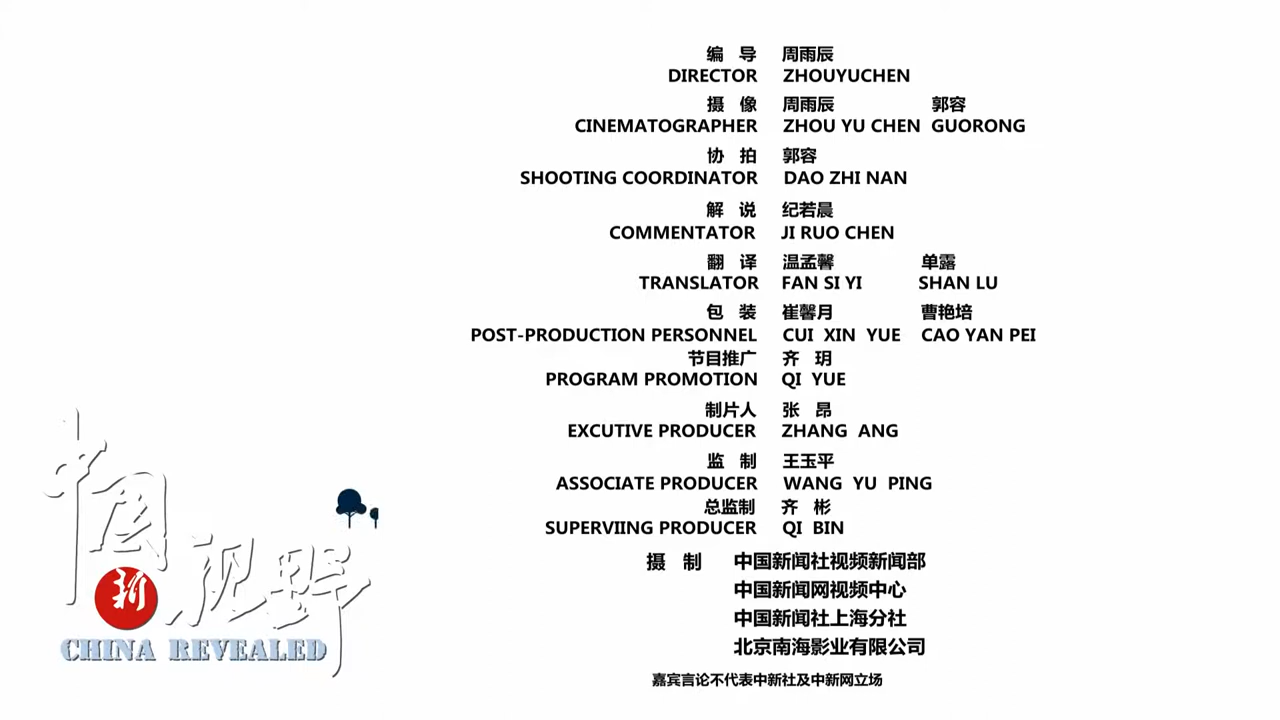 编 导 周雨辰
DIRECTOR ZHOUYUCHEN
摄 像 周雨辰 郭容
CINEMATOGRAPHER ZHOU YU CHEN GUORONG
协 拍 郭容
SHOOTING COORDINATOR DAO ZHI NAN
解 说 纪若晨
COMMENTATOR JI RUO CHEN
翻 译 温孟馨 单露
TRANSLATOR FAN SI YI SHAN LU
包 装 崔馨月 曹艳培
POST-PRODUCTION PERSONNEL CUI XIN YUE CAO YAN PEI
节目推广 齐 玥
PROGRAM PROMOTION QI YUE
制片人 张 昂
EXCUTIVE PRODUCER ZHANG ANG
监 制 王玉平
ASSOCIATE PRODUCER WANG YU PING
总监制 齐 彬
SUPERVIING PRODUCER QI BIN
摄 制 中国新闻社视频新闻部
中国新闻网视频中心
中国新闻社上海分社
北京南海影业有限公司
嘉宾言论不代表中新社及中新网立场
中国
新
视野
CHINA REVEALED